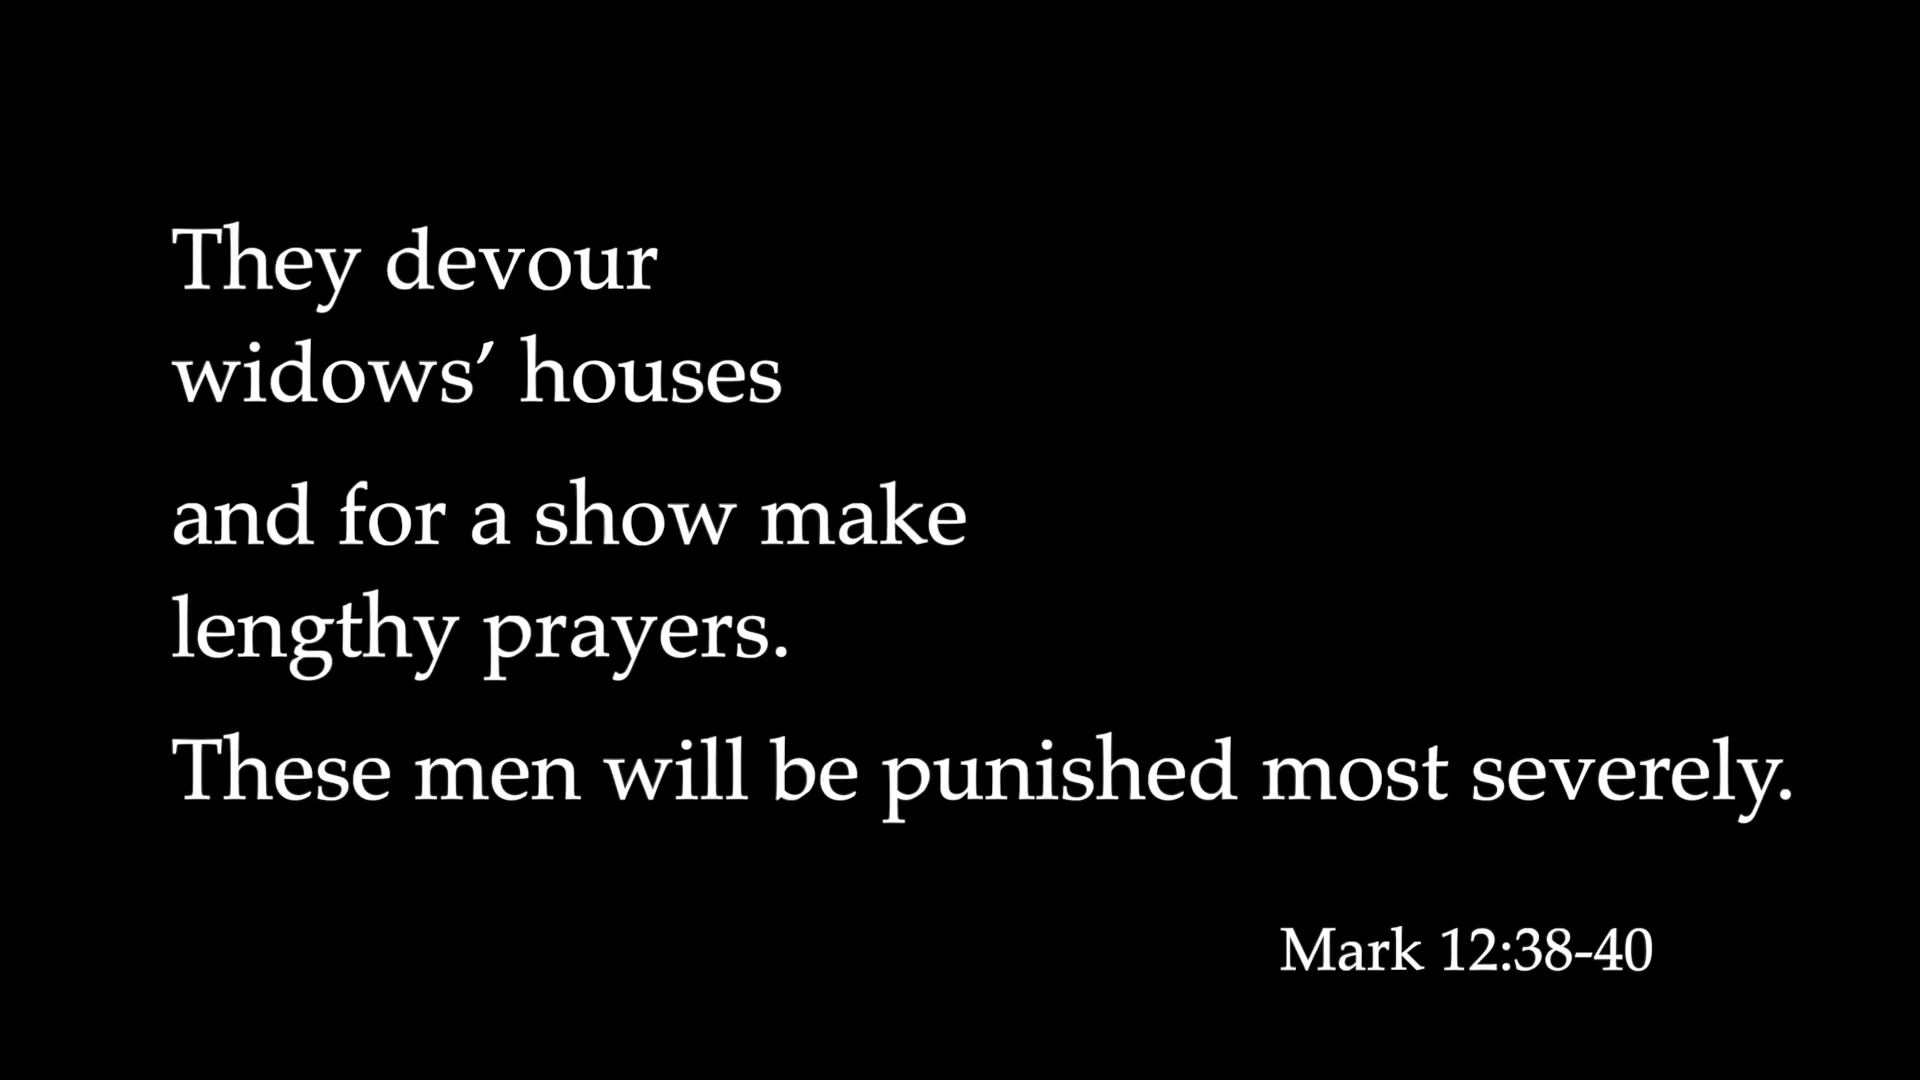 They devour
widows’ houses
and for a show make
lengthy prayers.
These men will be punished most severely.
Mark 12:38-40